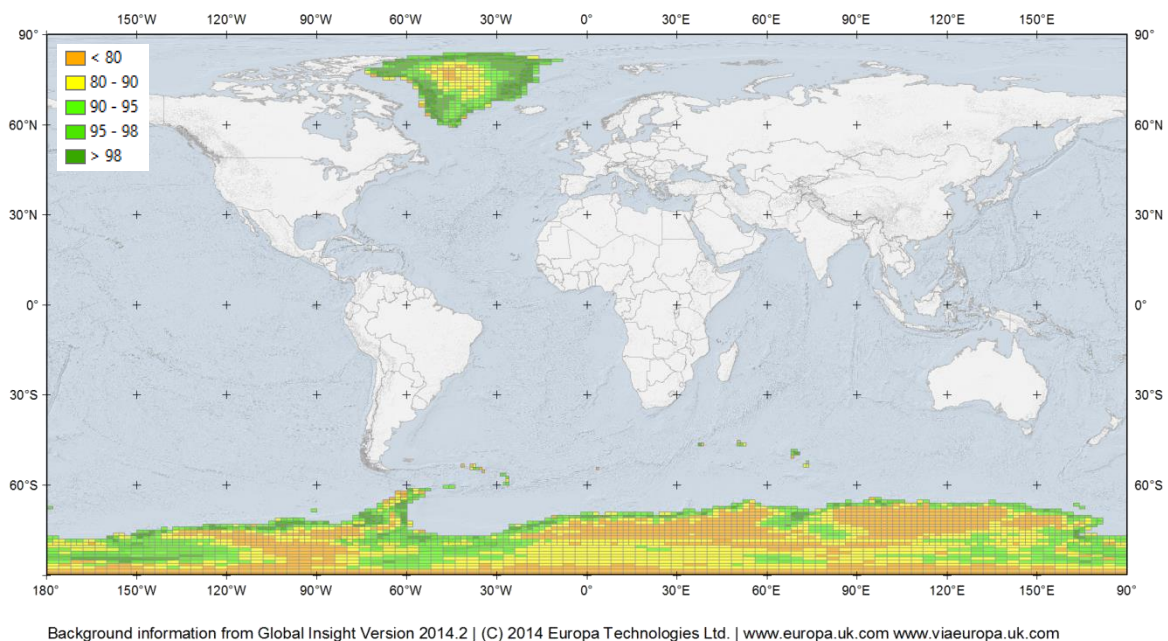 150°W 120°W 90°W 60°W 30°W 0° 30°E 60°E 90°E 120°E 150°E
90° 90°
< 80
80 - 90
90 - 95
95 - 98
> 98
60°N 60°N
30°N 30°N
0° 0°
30°S 30°S
60°S 60°S
180° 150°W 120°W 90°W 60°W 30°W 0° 30°E 60°E 90°E 120°E 150°E 90°
Background information from Global Insight Version 2014.2 | (C) 2014 Europa Technologies Ltd. | www.europa.uk.com www.viaeuropa.uk.com